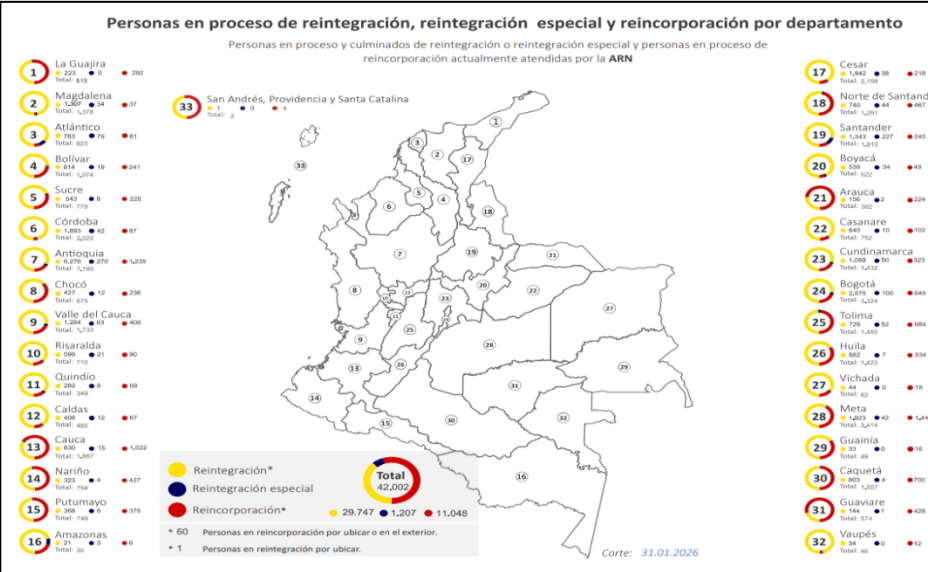 Personas en proceso de reintegración, reintegración especial y reincorporación por departamento
Personas en proceso y culminados de reintegración o reintegración especial y personas en proceso de
reincorporación actualmente atendidas por la ARN
1 La Guajira
223 0 292
Total: 515
2 Magdalena
1,307 34 37
Total: 1,378
3 Atlántico
783 79 61
Total: 923
4 Bolívar
814 19 241
Total: 1,074
5 Sucre
543 8 228
Total: 779
6 Córdoba
1,893 42 87
Total: 2,022
7 Antioquia
6,276 270 1,239
Total: 7,785
8 Chocó
427 12 236
Total: 675
9 Valle del Cauca
1,264 63 406
Total: 1,733
10 Risaralda
599 21 90
Total: 710
11 Quindío
282 8 59
Total: 349
12 Caldas
406 12 67
Total: 485
13 Cauca
630 15 1,022
Total: 1,667
14 Nariño
323 4 427
Total: 754
15 Putumayo
368 6 375
Total: 749
16 Amazonas
21 3 6
Total: 30
33 San Andrés, Providencia y Santa Catalina
1 0 1
Total: 2
17 Cesar
1,942 38 218
Total: 2,198
18 Norte de Santand
740 44 467
Total: 1,251
19 Santander
1,343 227 240
Total: 1,810
20 Boyacá
539 34 49
Total: 622
21 Arauca
156 2 224
Total: 382
22 Casanare
640 10 102
Total: 752
23 Cundinamarca
1,059 50 323
Total: 1,432
24 Bogotá
2,575 100 649
Total: 3,324
25 Tolima
729 52 684
Total: 1,465
26 Huila
882 7 534
Total: 1,423
27 Vichada
44 0 18
Total: 62
28 Meta
1,923 42 1,44
Total: 3,414
29 Guainía
33 0 16
Total: 49
30 Caquetá
803 4 700
Total: 1,507
31 Guaviare
144 1 429
Total: 574
32 Vaupés
34 0 12
Total: 46
Reintegración*
Reintegración especial
Reincorporación*
Total
42,002
29.747 1,207 11,048
* 60 Personas en reincorporación por ubicar o en el exterior.
* 1 Personas en reintegración por ubicar.
Corte: 31.01.2026